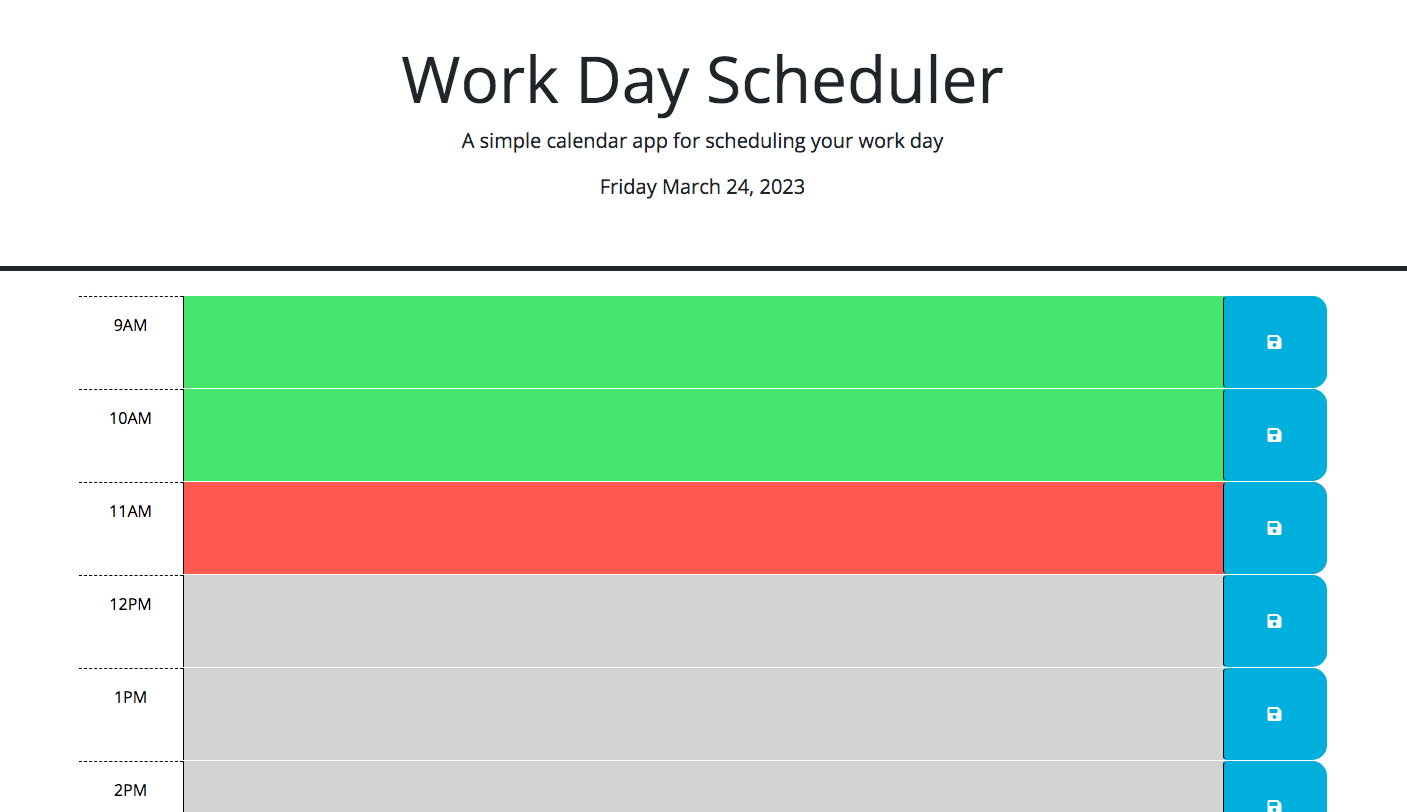 Work Day Scheduler
A simple calendar app for scheduling your work day
Friday March 24, 2023
9AM
10AM
11AM
12PM
1PM
2PM